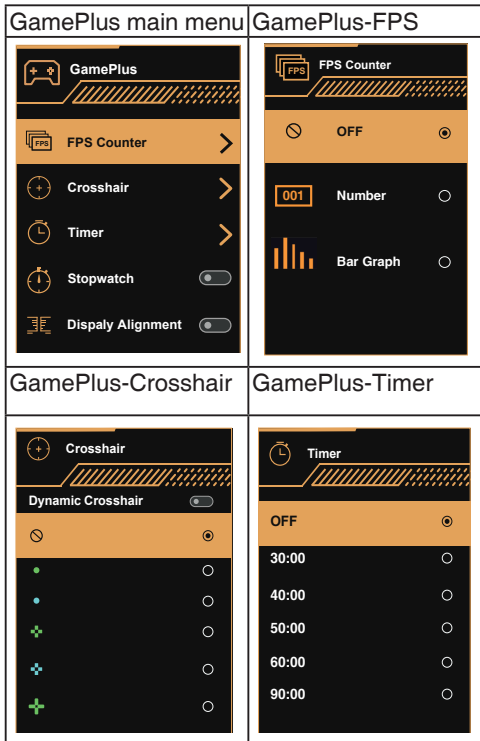 GamePlus main menu
GamePlus-FPS
GamePlus
FPS
FPS Counter
Crosshair
Timer
Stopwatch
Dispaly Alignment
FPS
FPS Counter
OFF
001
Number
Bar Graph
GamePlus-Crosshair
GamePlus-Timer
Crosshair
Dynamic Crosshair
Timer
OFF
30:00
40:00
50:00
60:00
90:00